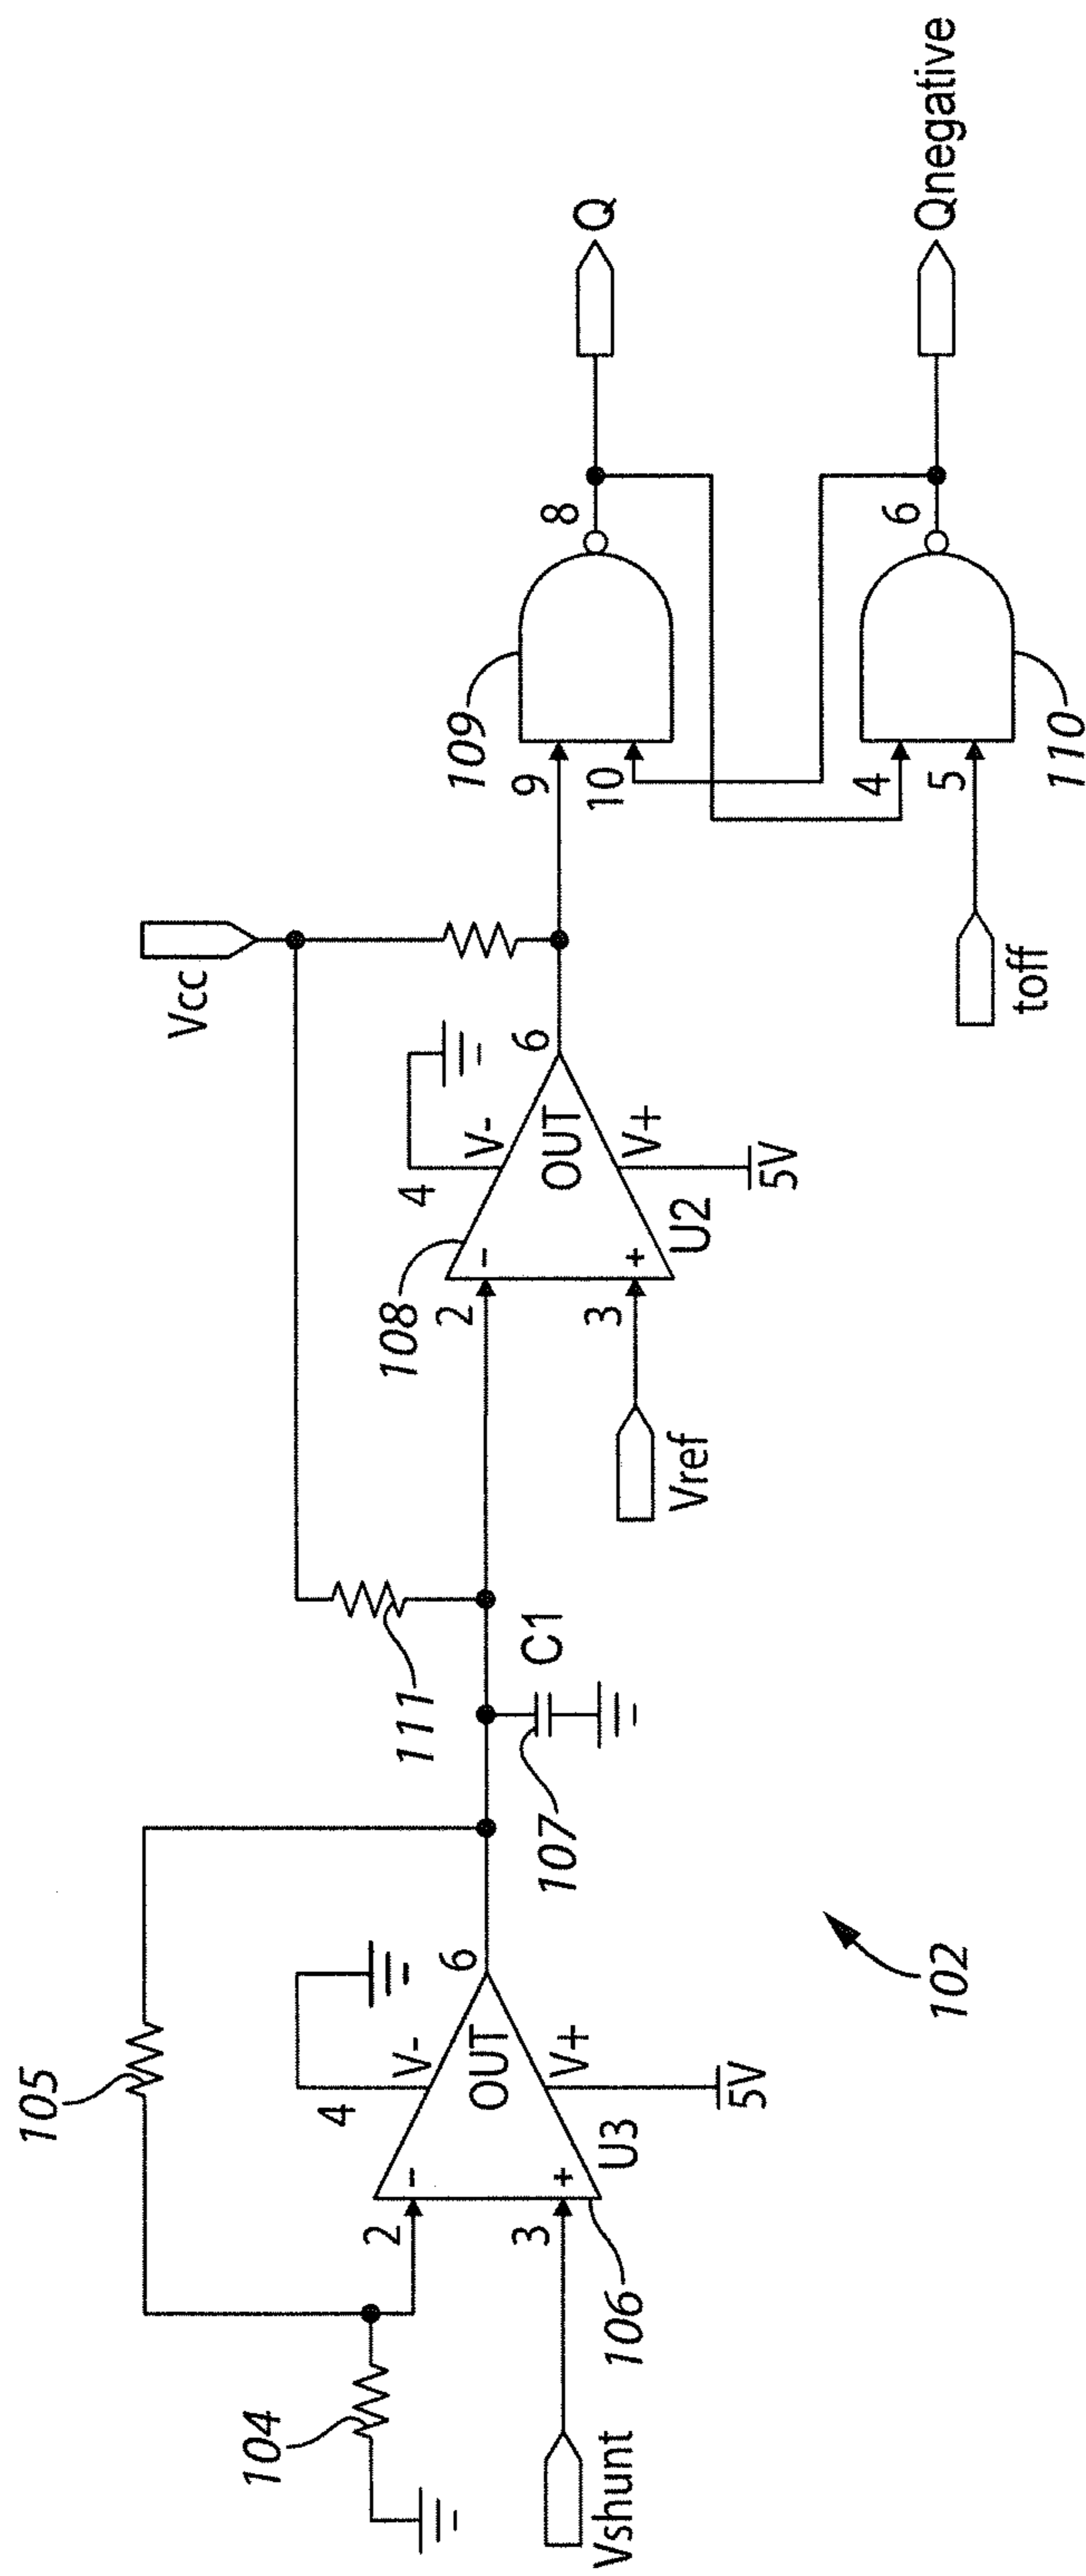 105
104
4
V-
2
-
OUT
6
3
+
V+
U3
5V
106
Vshunt
111
107
C1
102
Vcc
108
4
V-
2
-
OUT
6
3
+
V+
U2
5V
Vref
109
9
10
8
Q
4
5
6
Qnegative
toff
110